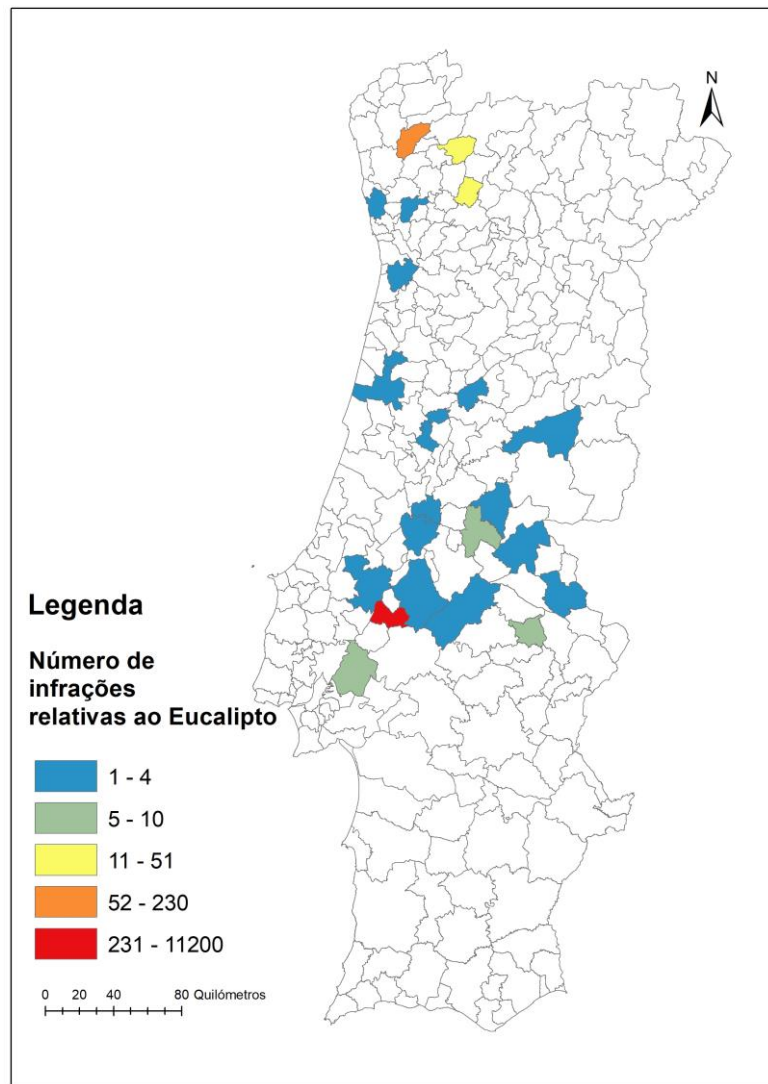 N
Legenda
Número de
infrações
relativas ao Eucalipto
1 - 4
5 - 10
11 - 51
52 - 230
231 - 11200
0 20 40 80 Quilómetros